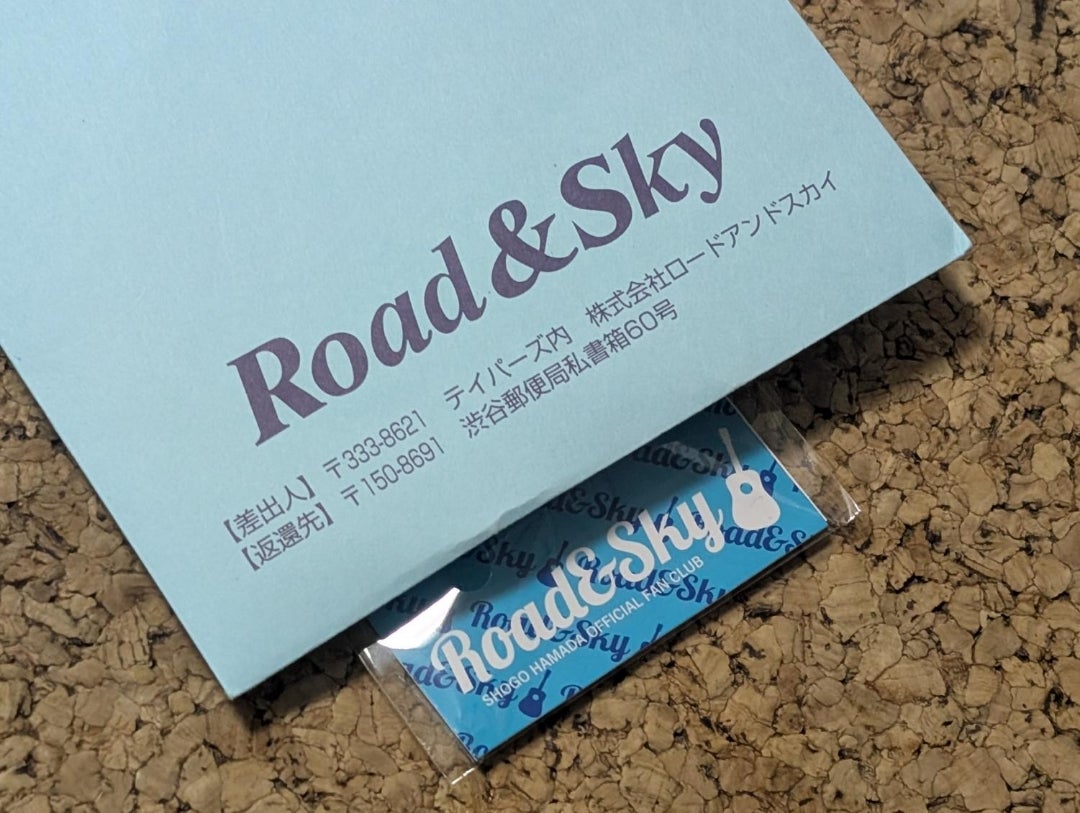 Road&Sky
【差出人】 〒333-8621 テイパーズ内 株式会社ロードアンドスカイ
【返還先】 〒150-8691 渋谷郵便局私書箱60号
Road&Sky
SHOGO HAMADA OFFICIAL FAN CLUB